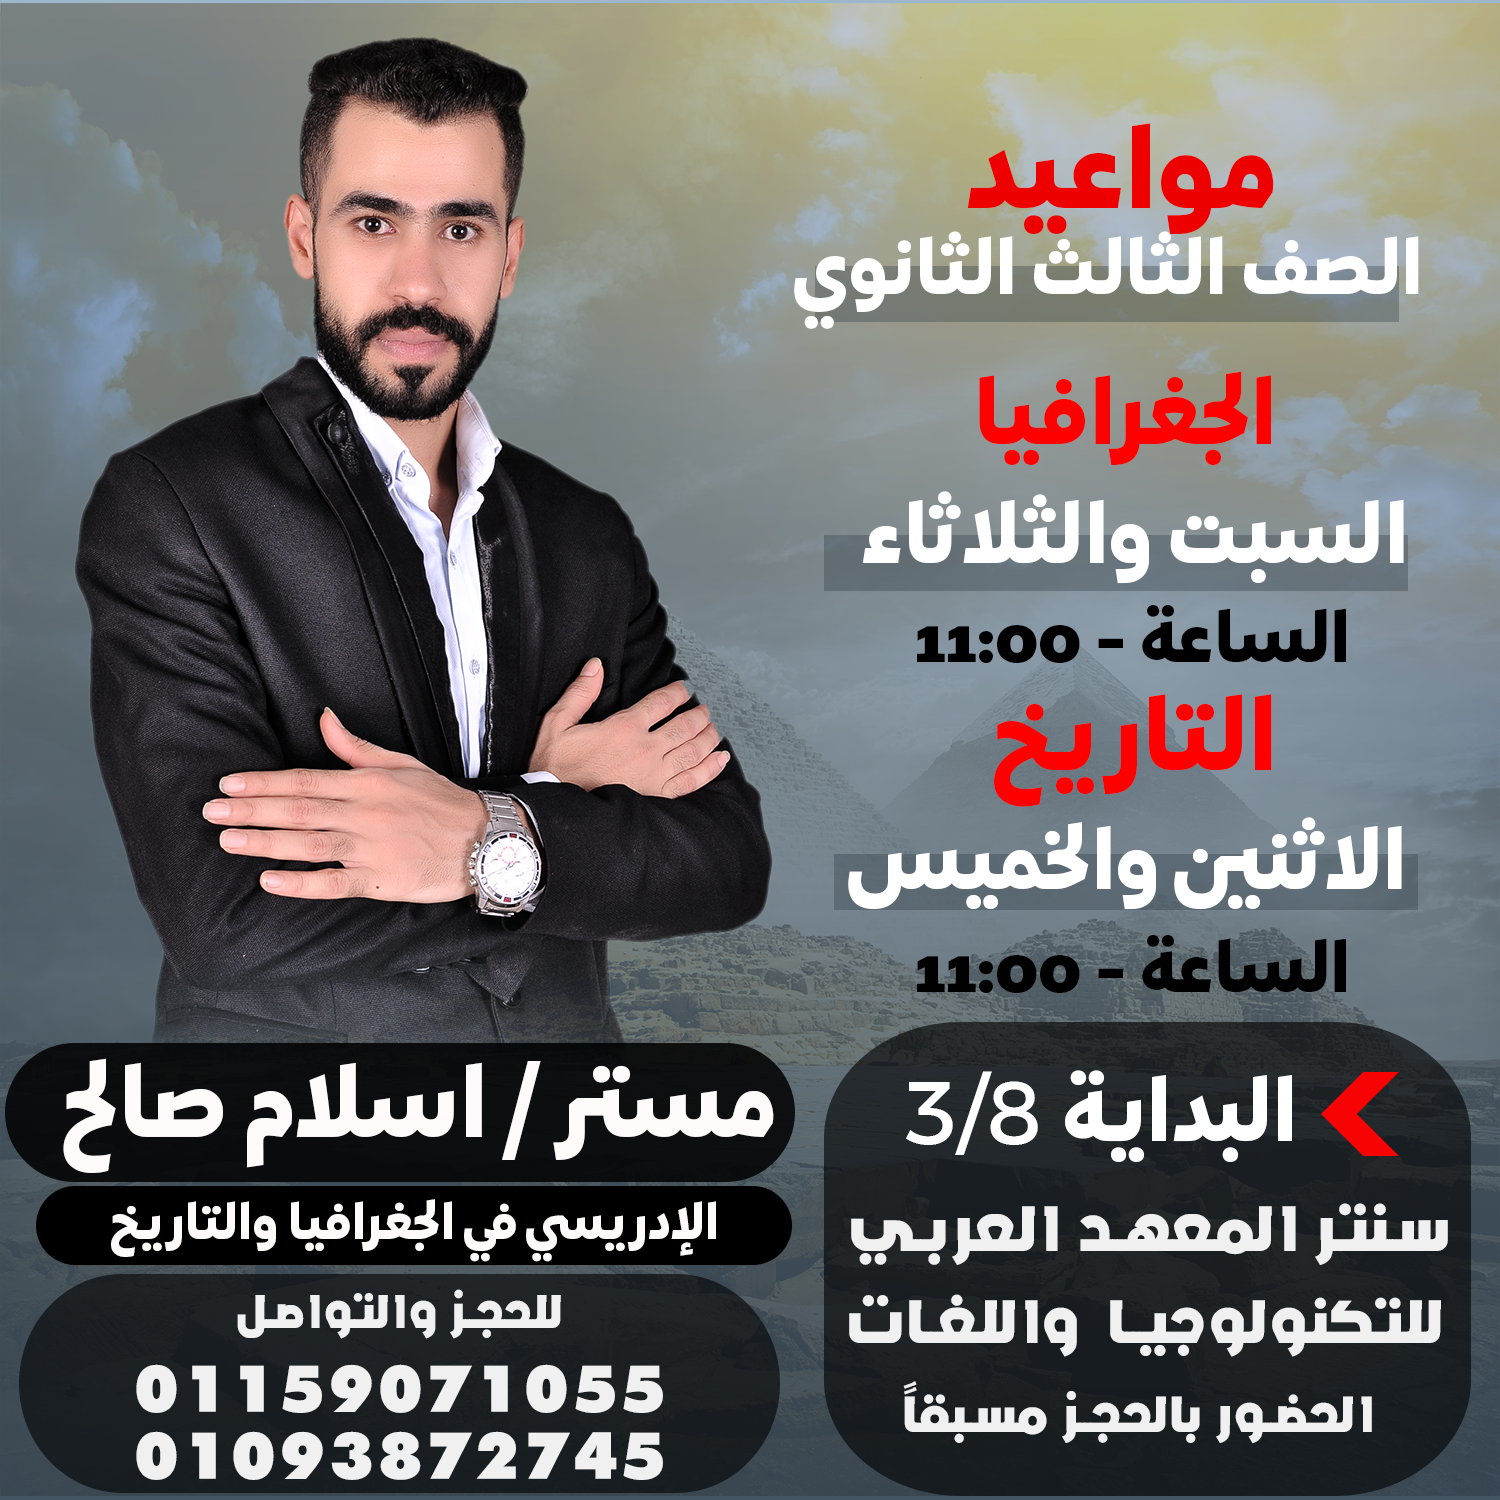 مواعيد
الصف الثالث الثانوي
الجغرافيا
السبت والثلاثاء
الساعة - 11:00
التاريخ
الاثنين والخميس
الساعة - 11:00
البداية 3/8
سنتر المعهد العربي
للتكنولوجيا واللغات
الحضور بالحجز مسبقاً
مستر / اسلام صالح
الإدريسي في الجغرافيا والتاريخ
للحجز والتواصل
01159071055
01093872745